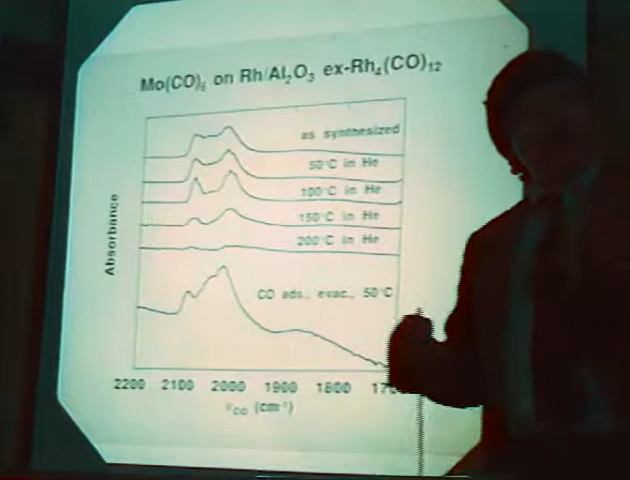 Mo(CO)₆ on Rh/Al₂O₃ ex-Rh₄(CO)₁₂
as synthesized
50°C in He
100°C in He
150°C in He
200°C in He
CO ads., evac., 50°C
Absorbance
2200 2100 2000 1900 1800
νCO (cm⁻¹)